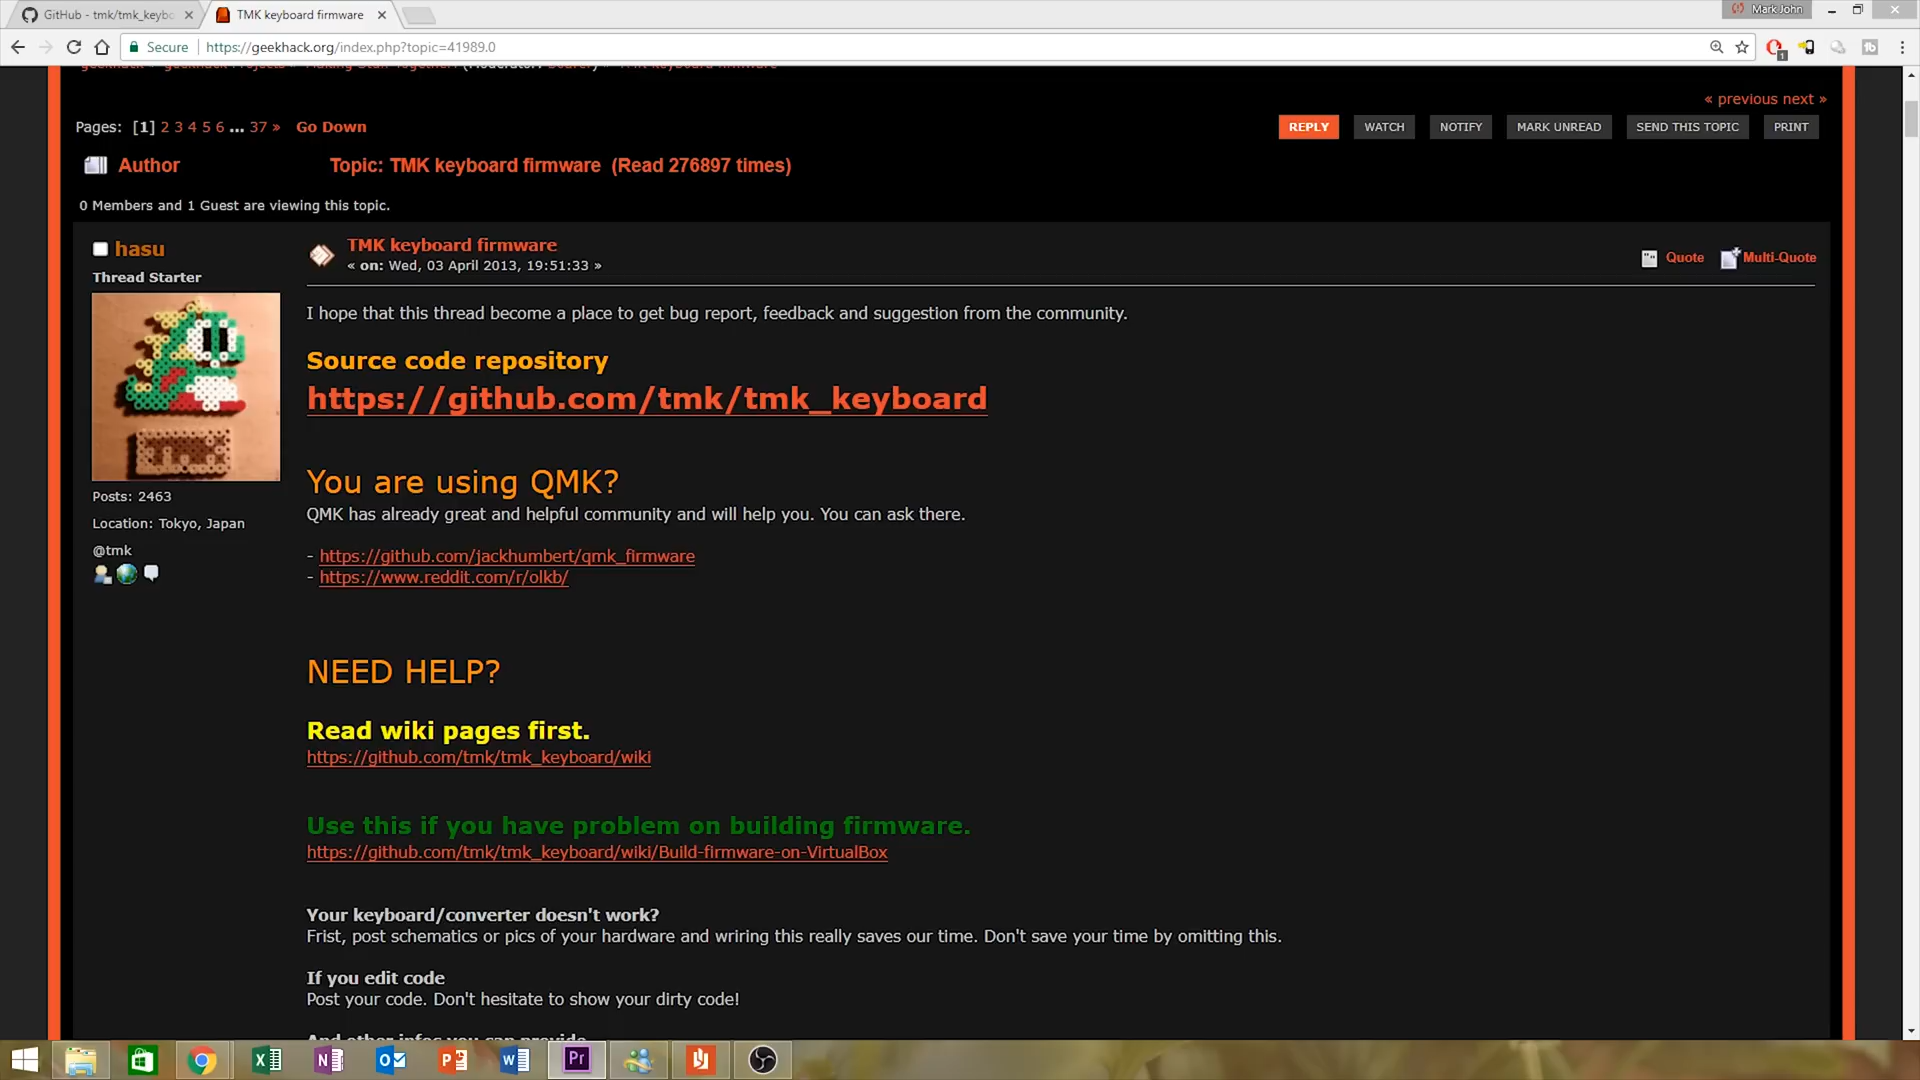 GitHub - tmk/tmk_keybo
TMK keyboard firmware
Mark John
Secure
https://geekhack.org/index.php?topic=41989.0
« previous next »
Pages: [1] 2 3 4 5 6 ... 37 » Go Down
REPLY WATCH NOTIFY MARK UNREAD SEND THIS TOPIC PRINT
Author Topic: TMK keyboard firmware (Read 276897 times)
0 Members and 1 Guest are viewing this topic.
hasu
Thread Starter
Posts: 2463
Location: Tokyo, Japan
@tmk
TMK keyboard firmware
« on: Wed, 03 April 2013, 19:51:33 »
Quote Multi-Quote
I hope that this thread become a place to get bug report, feedback and suggestion from the community.
Source code repository
https://github.com/tmk/tmk_keyboard
You are using QMK?
QMK has already great and helpful community and will help you. You can ask there.
- https://github.com/jackhumbert/qmk_firmware
- https://www.reddit.com/r/olkb/
NEED HELP?
Read wiki pages first.
https://github.com/tmk/tmk_keyboard/wiki
Use this if you have problem on building firmware.
https://github.com/tmk/tmk_keyboard/wiki/Build-firmware-on-VirtualBox
Your keyboard/converter doesn't work?
Frist, post schematics or pics of your hardware and wriring this really saves our time. Don't save your time by omitting this.
If you edit code
Post your code. Don't hesitate to show your dirty code!
And other infos you can provide